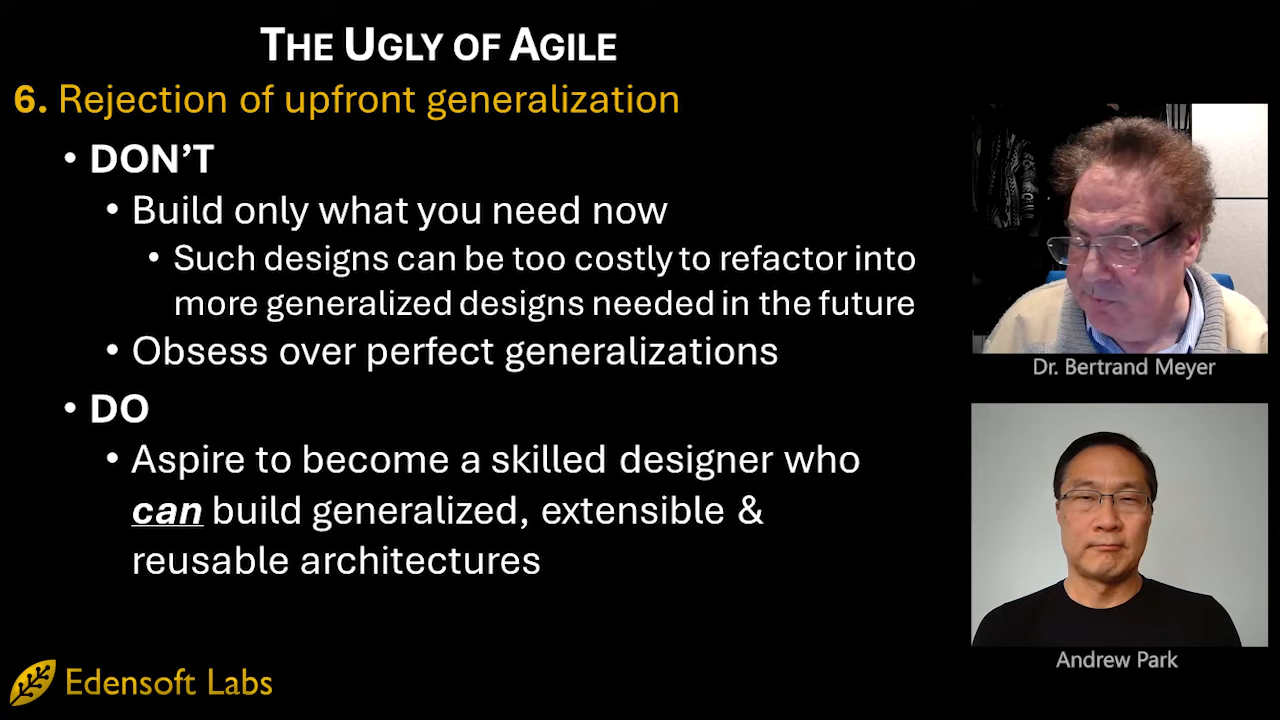 THE UGLY OF AGILE
6. Rejection of upfront generalization
• DON’T
• Build only what you need now
• Such designs can be too costly to refactor into
more generalized designs needed in the future
• Obsess over perfect generalizations
• DO
• Aspire to become a skilled designer who
can build generalized, extensible &
reusable architectures
Dr. Bertrand Meyer
Andrew Park
Edensoft Labs